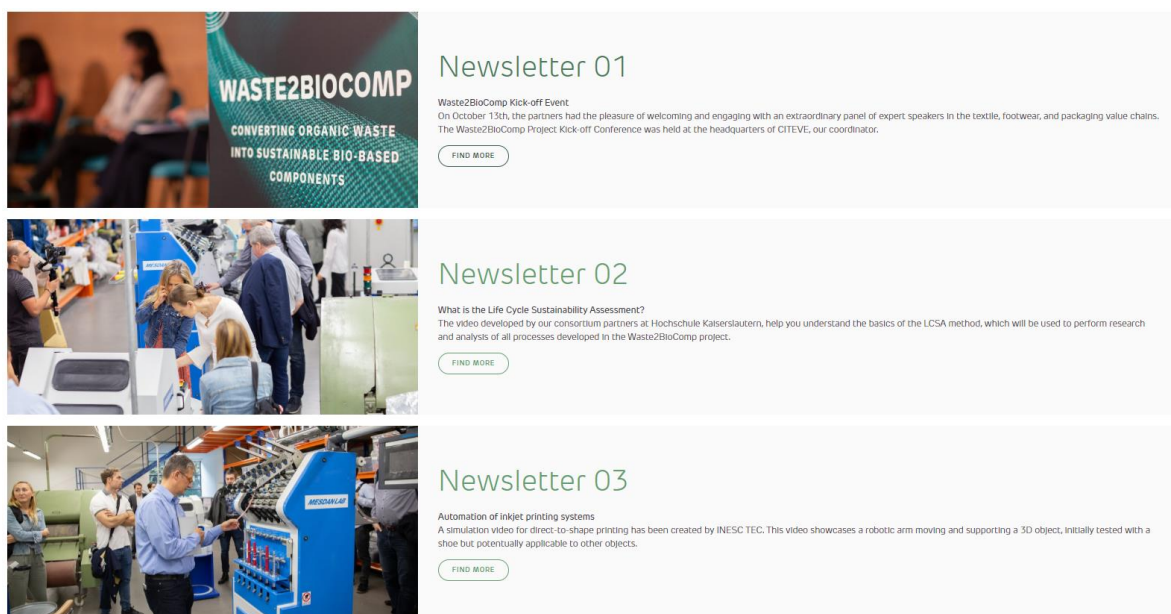 WASTE2BIOCOMP
CONVERTING ORGANIC WASTE
INTO SUSTAINABLE BIO-BASED
COMPONENTS
Newsletter 01
Waste2BioComp Kick-off Event
On October 13th, the partners had the pleasure of welcoming and engaging with an extraordinary panel of expert speakers in the textile, footwear, and packaging value chains.
The Waste2BioComp Project Kick-off Conference was held at the headquarters of CITEVE, our coordinator.
FIND MORE
MESDAN
Newsletter 02
What is the Life Cycle Sustainability Assessment?
The video developed by our consortium partners at Hochschule Kaiserslautern, help you understand the basics of the LCSA method, which will be used to perform research
and analysis of all processes developed in the Waste2BioComp project.
FIND MORE
MESDANLAB
Newsletter 03
Automation of inkjet printing systems
A simulation video for direct-to-shape printing has been created by INESC TEC. This video showcases a robotic arm moving and supporting a 3D object, initially tested with a
shoe but potentually applicable to other objects.
FIND MORE